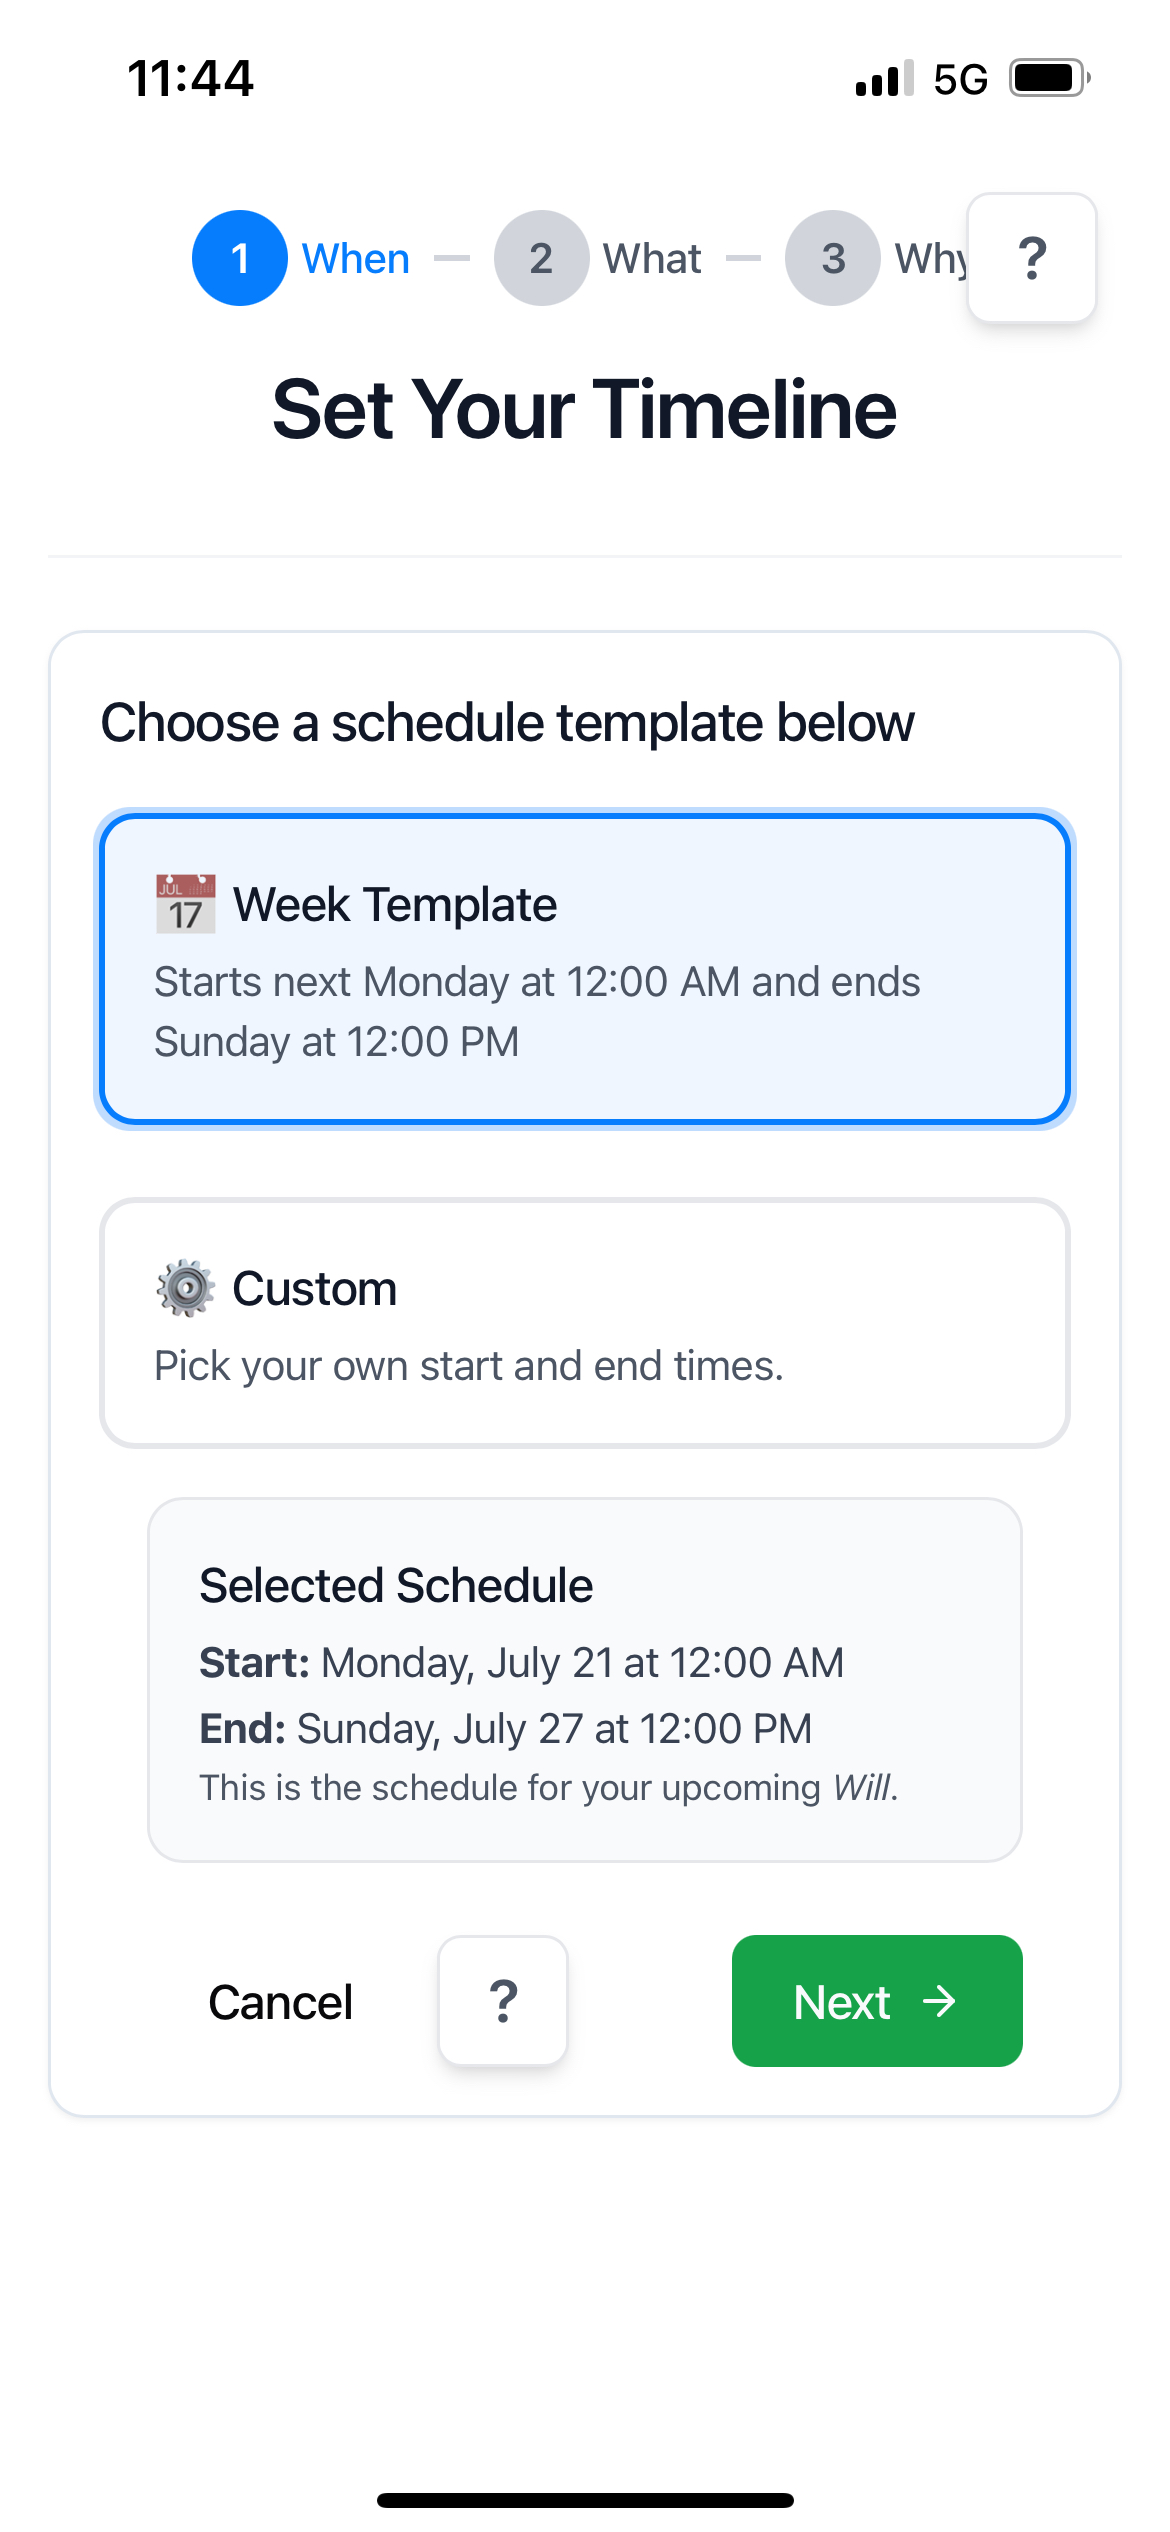 11:44
5G
1 When 2 What 3 Why ?
Set Your Timeline
Choose a schedule template below
JUL
17
Week Template
Starts next Monday at 12:00 AM and ends
Sunday at 12:00 PM
Custom
Pick your own start and end times.
Selected Schedule
Start: Monday, July 21 at 12:00 AM
End: Sunday, July 27 at 12:00 PM
This is the schedule for your upcoming Will.
Cancel ? Next →